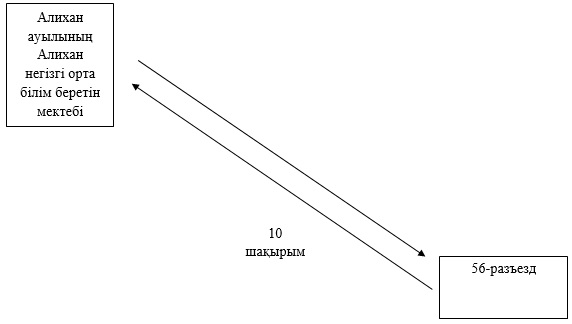 Алихан
ауылының
Алихан
негізгі орта
білім беретін
мектебі
10
шақырым
56-разъезд